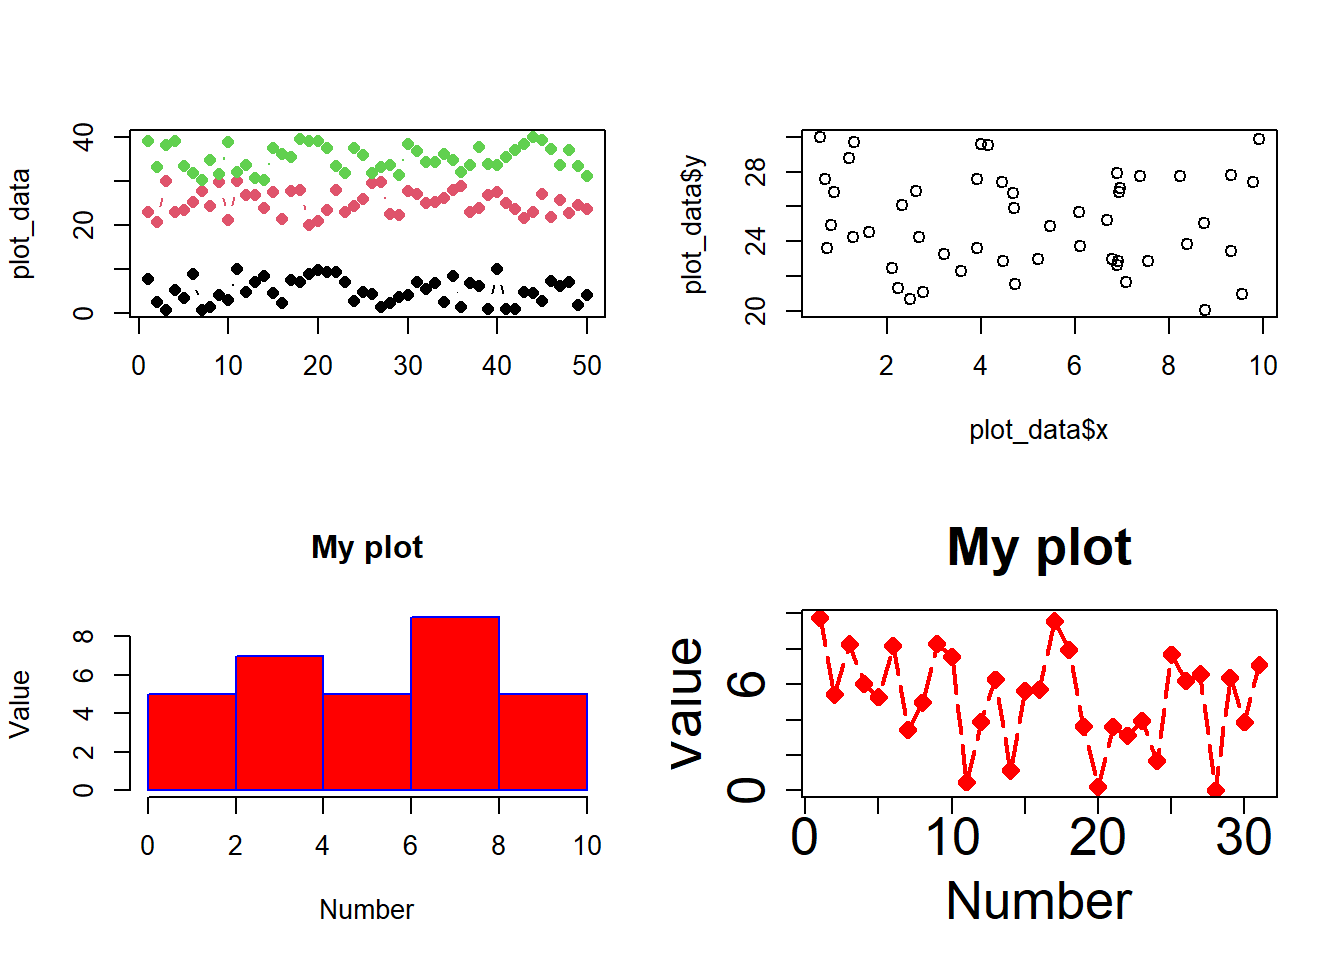 plot_data
0 20 40
0 10 20 30 40 50
plot_data$y
20 24 28
2 4 6 8 10
plot_data$x
My plot
Value
0 2 4 6 8
0 2 4 6 8 10
Number
My plot
value
0 6
0 10 20 30
Number